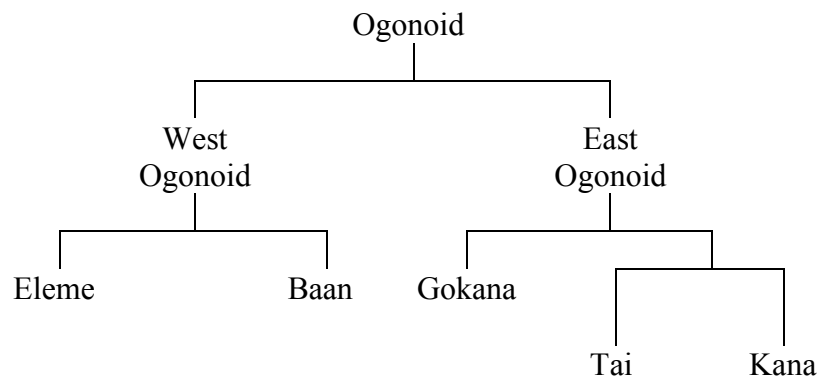 Ogonoid
West
Ogonoid
East
Ogonoid
Eleme
Baan
Gokana
Tai
Kana